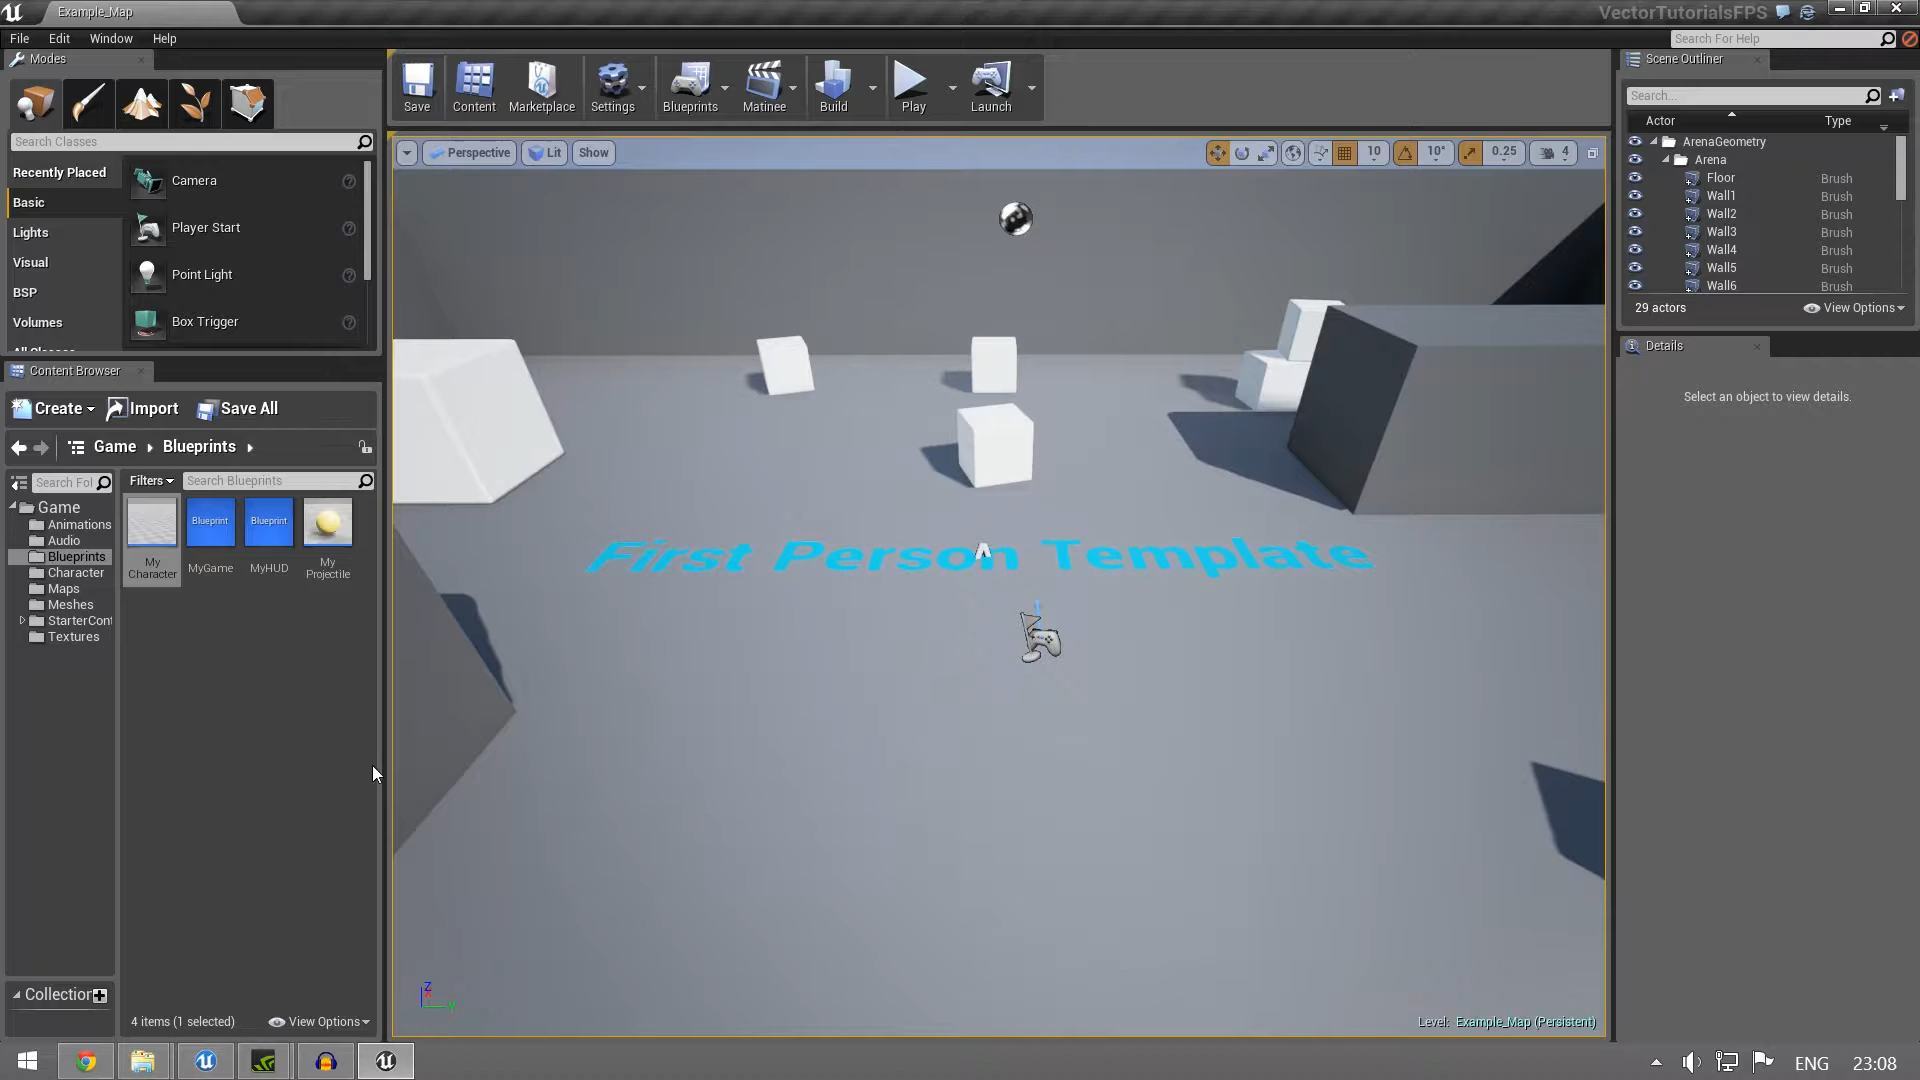 Example_Map
VectorTutorialsFPS
File Edit Window Help
Search For Help
Modes
Search Classes
Recently Placed
Basic
Lights
Visual
BSP
Volumes
Camera
Player Start
Point Light
Box Trigger
Save Content Marketplace Settings Blueprints Matinee Build Play Launch
Perspective Lit Show
10 10° 0.25 4
First Person Template
Level: Example_Map (Persistent)
Scene Outliner
Search...
Actor Type
ArenaGeometry
Arena
Floor Brush
Wall1 Brush
Wall2 Brush
Wall3 Brush
Wall4 Brush
Wall5 Brush
Wall6 Brush
29 actors View Options
Details
Select an object to view details.
Content Browser
Create Import Save All
Game Blueprints
Search Fol
Filters Search Blueprints
Game
Animations
Audio
Blueprints
Character
Maps
Meshes
StarterCont
Textures
Blueprint Blueprint
My Character
MyGame
MyHUD
My Projectile
Collection
4 items (1 selected) View Options
ENG 23:08